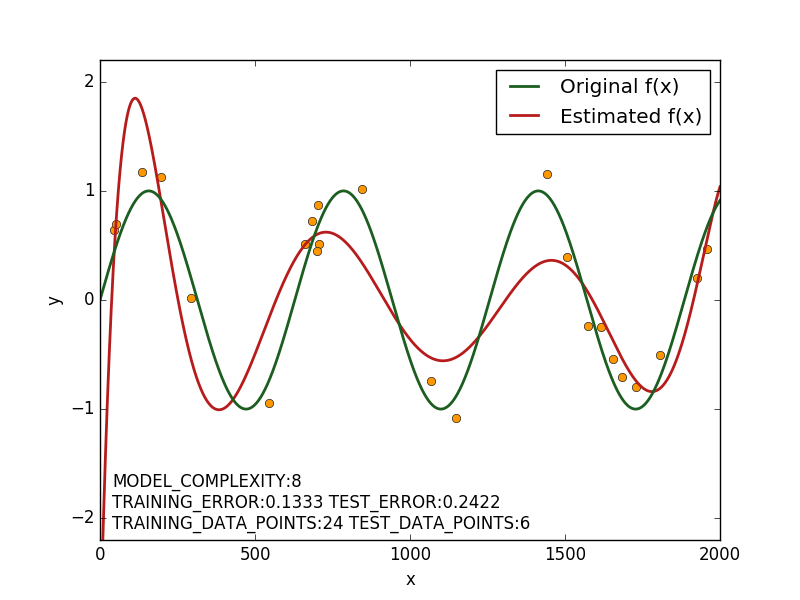 Original f(x)
Estimated f(x)
2
1
0
−1
−2
y
MODEL_COMPLEXITY:8
TRAINING_ERROR:0.1333 TEST_ERROR:0.2422
TRAINING_DATA_POINTS:24 TEST_DATA_POINTS:6
0 500 1000 1500 2000
x